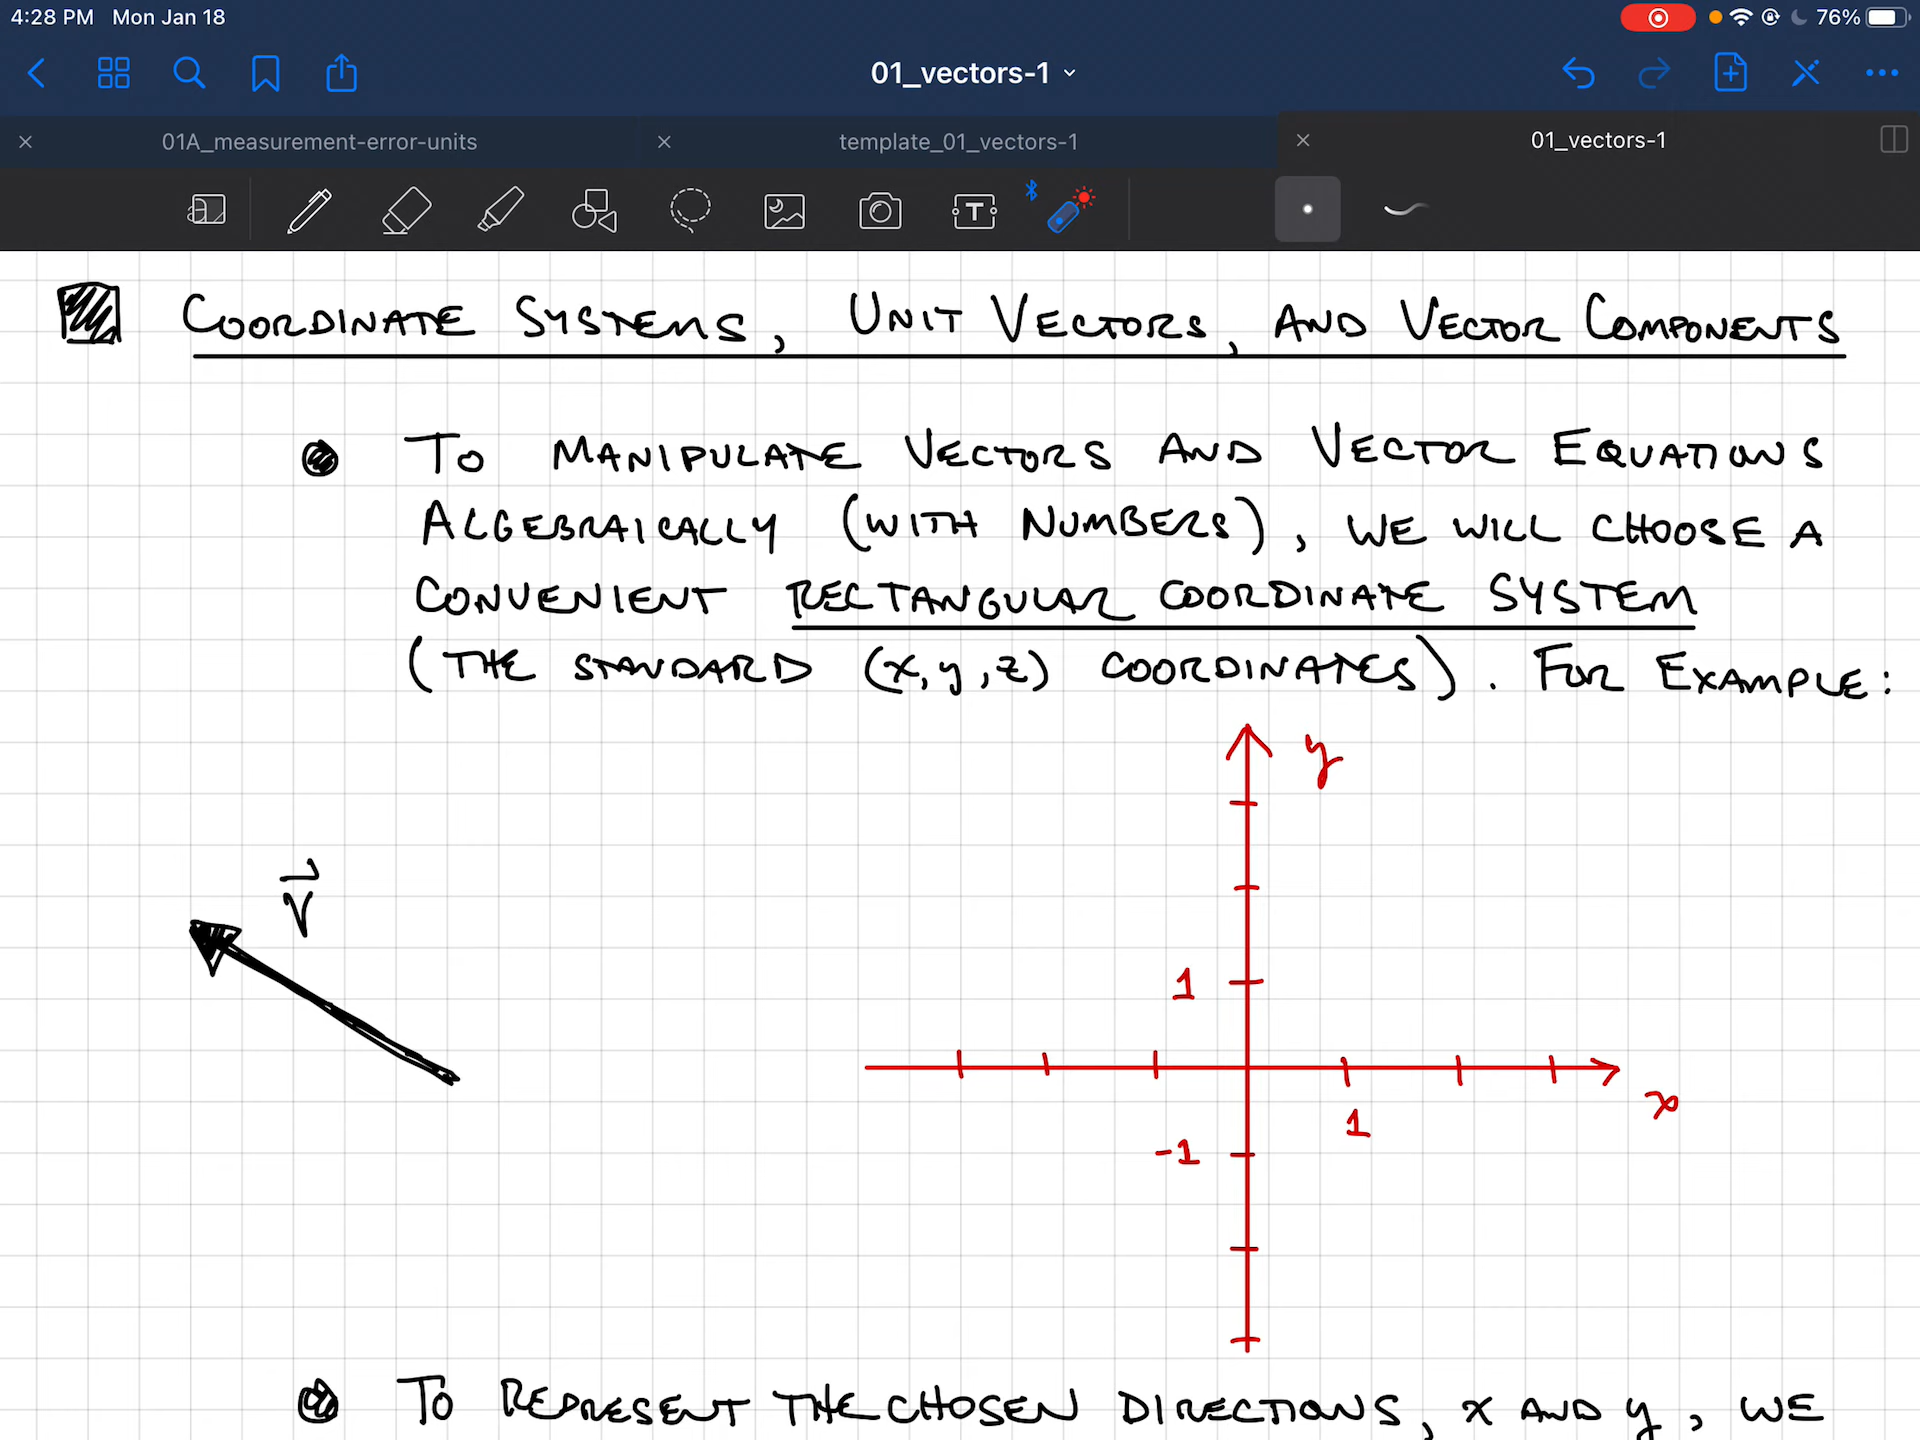 4:28 PM Mon Jan 18 76%
01_vectors-1
01A_measurement-error-units template_01_vectors-1 01_vectors-1
COORDINATE SYSTEMS, UNIT VECTORS, AND VECTOR COMPONENTS
TO MANIPULATE VECTORS AND VECTOR EQUATIONS
ALGEBRAICALLY (WITH NUMBERS), WE WILL CHOOSE A
CONVENIENT RECTANGULAR COORDINATE SYSTEM
(THE STANDARD (x, y, z) COORDINATES). FOR EXAMPLE:
y
V⃗
1
x
1
-1
TO REPRESENT THE CHOSEN DIRECTIONS, x AND y, WE